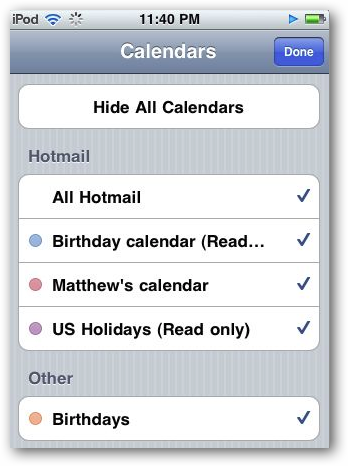 iPod 11:40 PM
Calendars Done
Hide All Calendars
Hotmail
All Hotmail
Birthday calendar (Read...
Matthew's calendar
US Holidays (Read only)
Other
Birthdays